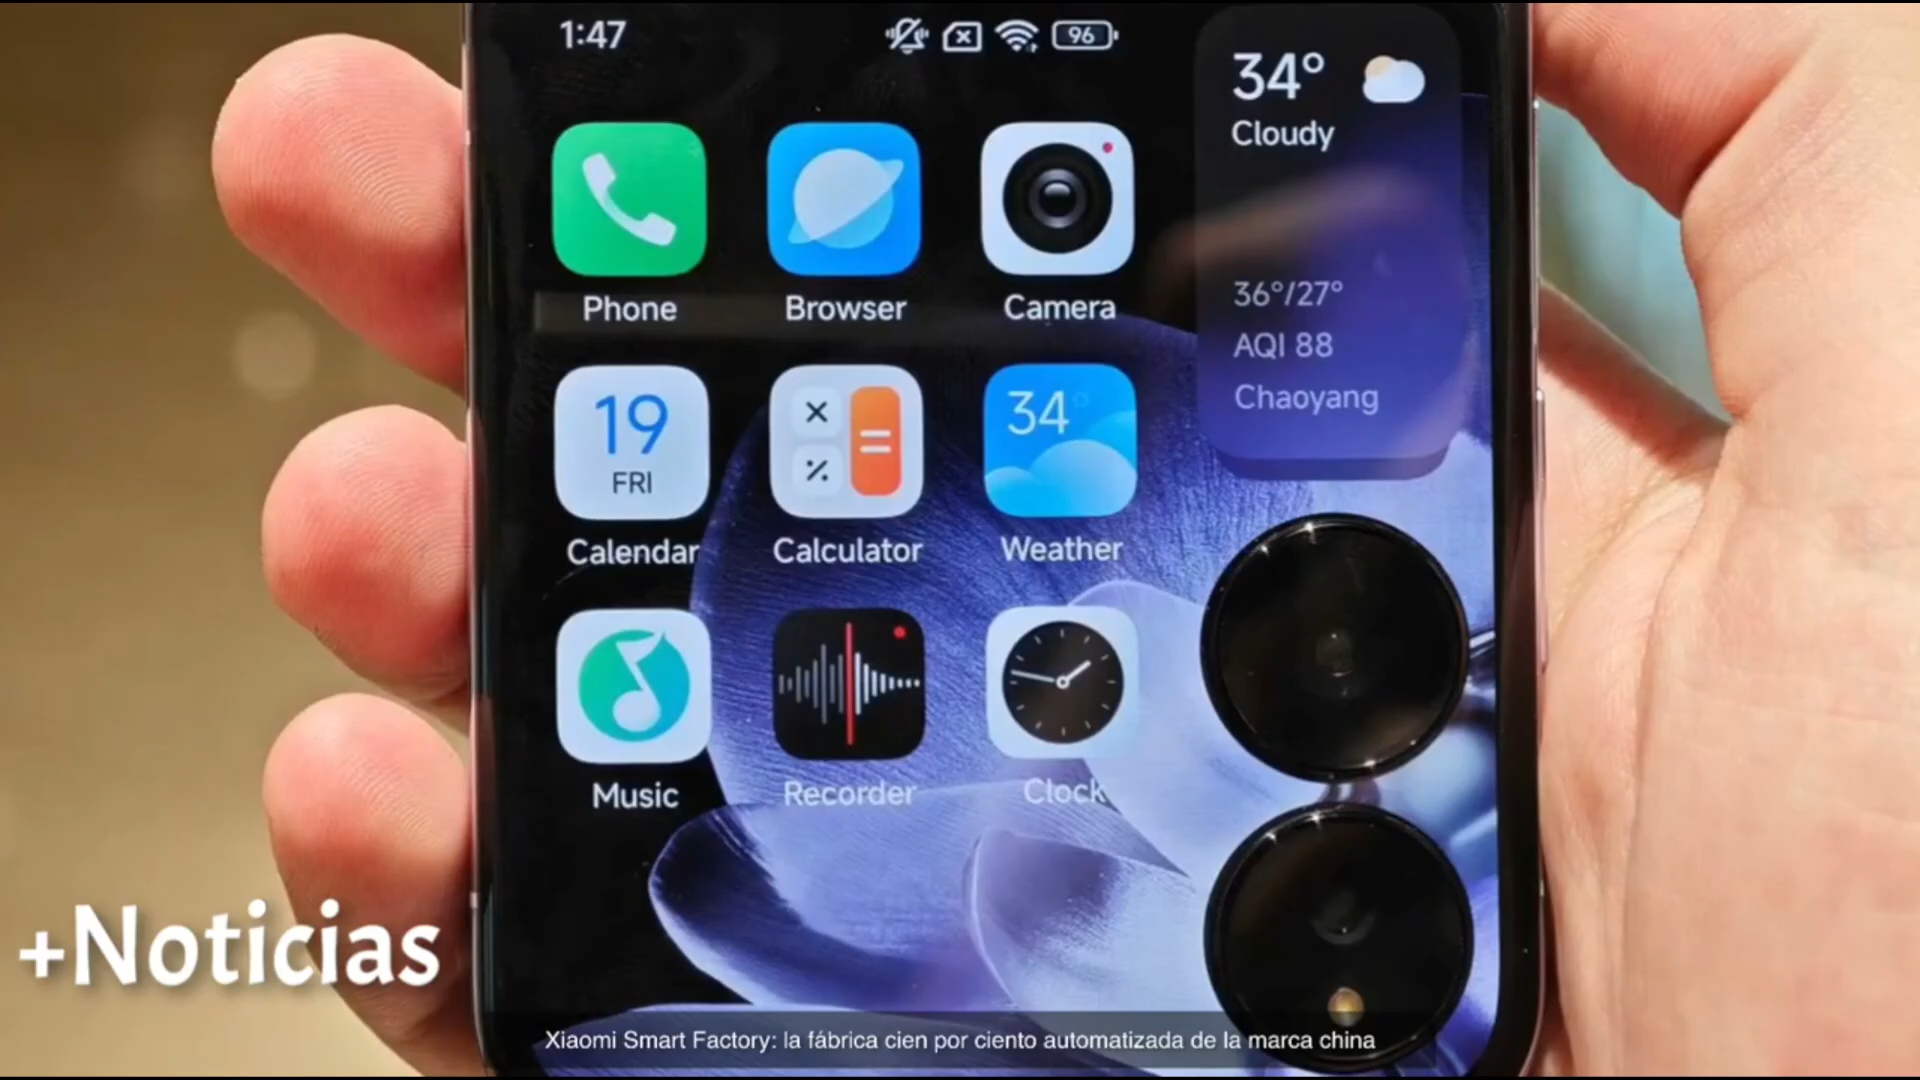 1:47
96
34°
Cloudy
Phone
Browser
Camera
36°/27°
AQI 88
Chaoyang
19
FRI
34°
Calendar
Calculator
Weather
Music
Recorder
Clock
+Noticias
Xiaomi Smart Factory: la fábrica cien por ciento automatizada de la marca china